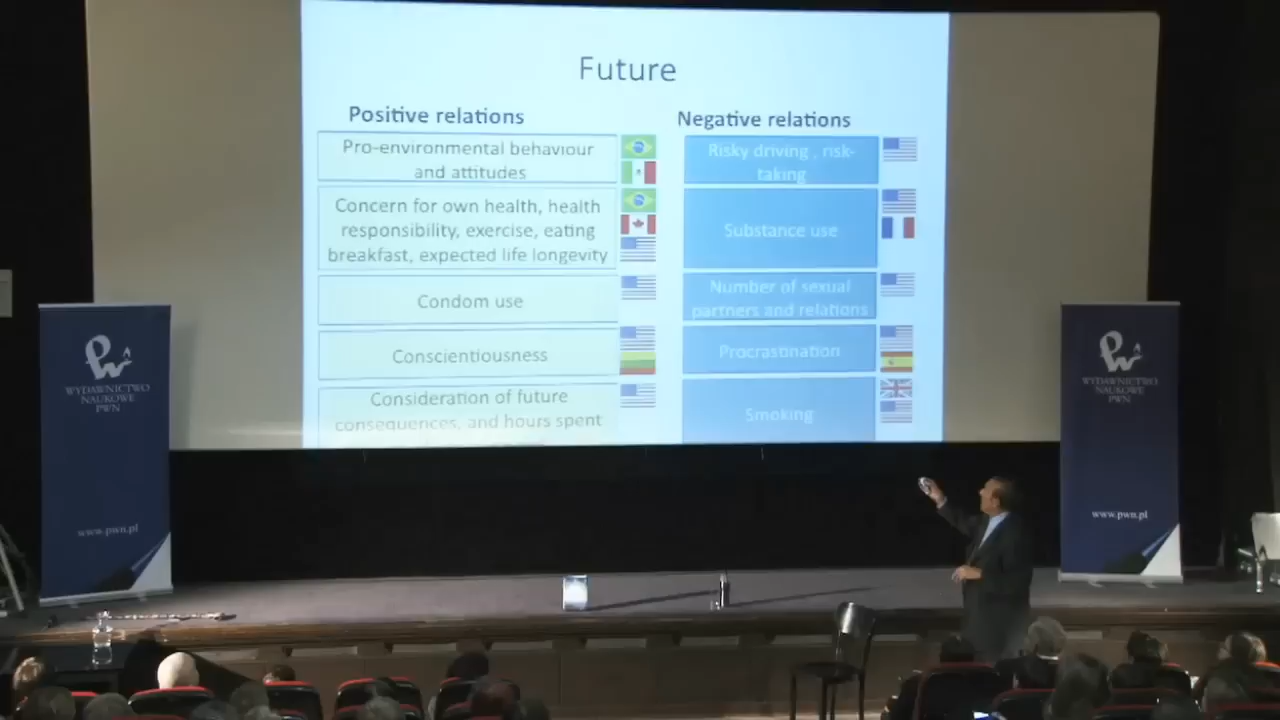 Future
Positive relations
Pro-environmental behaviour
and attitudes
Concern for own health, health
responsibility, exercise, eating
breakfast, expected life longevity
Condom use
Conscientiousness
Consideration of future
consequences, and hours spent
Negative relations
Risky driving , risk-
taking
Substance use
Number of sexual
partners and relations
Procrastination
Smoking
PW
WYDAWNICTWO
NAUKOWE
PWN
www.pwn.pl
PW
WYDAWNICTWO
NAUKOWE
PWN
www.pwn.pl